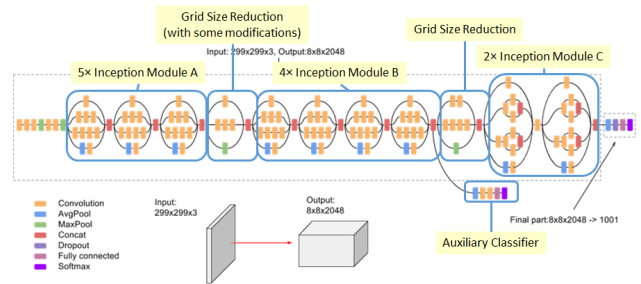 Grid Size Reduction
(with some modifications)
Grid Size Reduction
Input: 299x299x3, Output:8x8x2048
5× Inception Module A
4× Inception Module B
2× Inception Module C
Convolution
AvgPool
MaxPool
Concat
Dropout
Fully connected
Softmax
Input:
299x299x3
Output:
8x8x2048
Final part:8x8x2048 -> 1001
Auxiliary Classifier